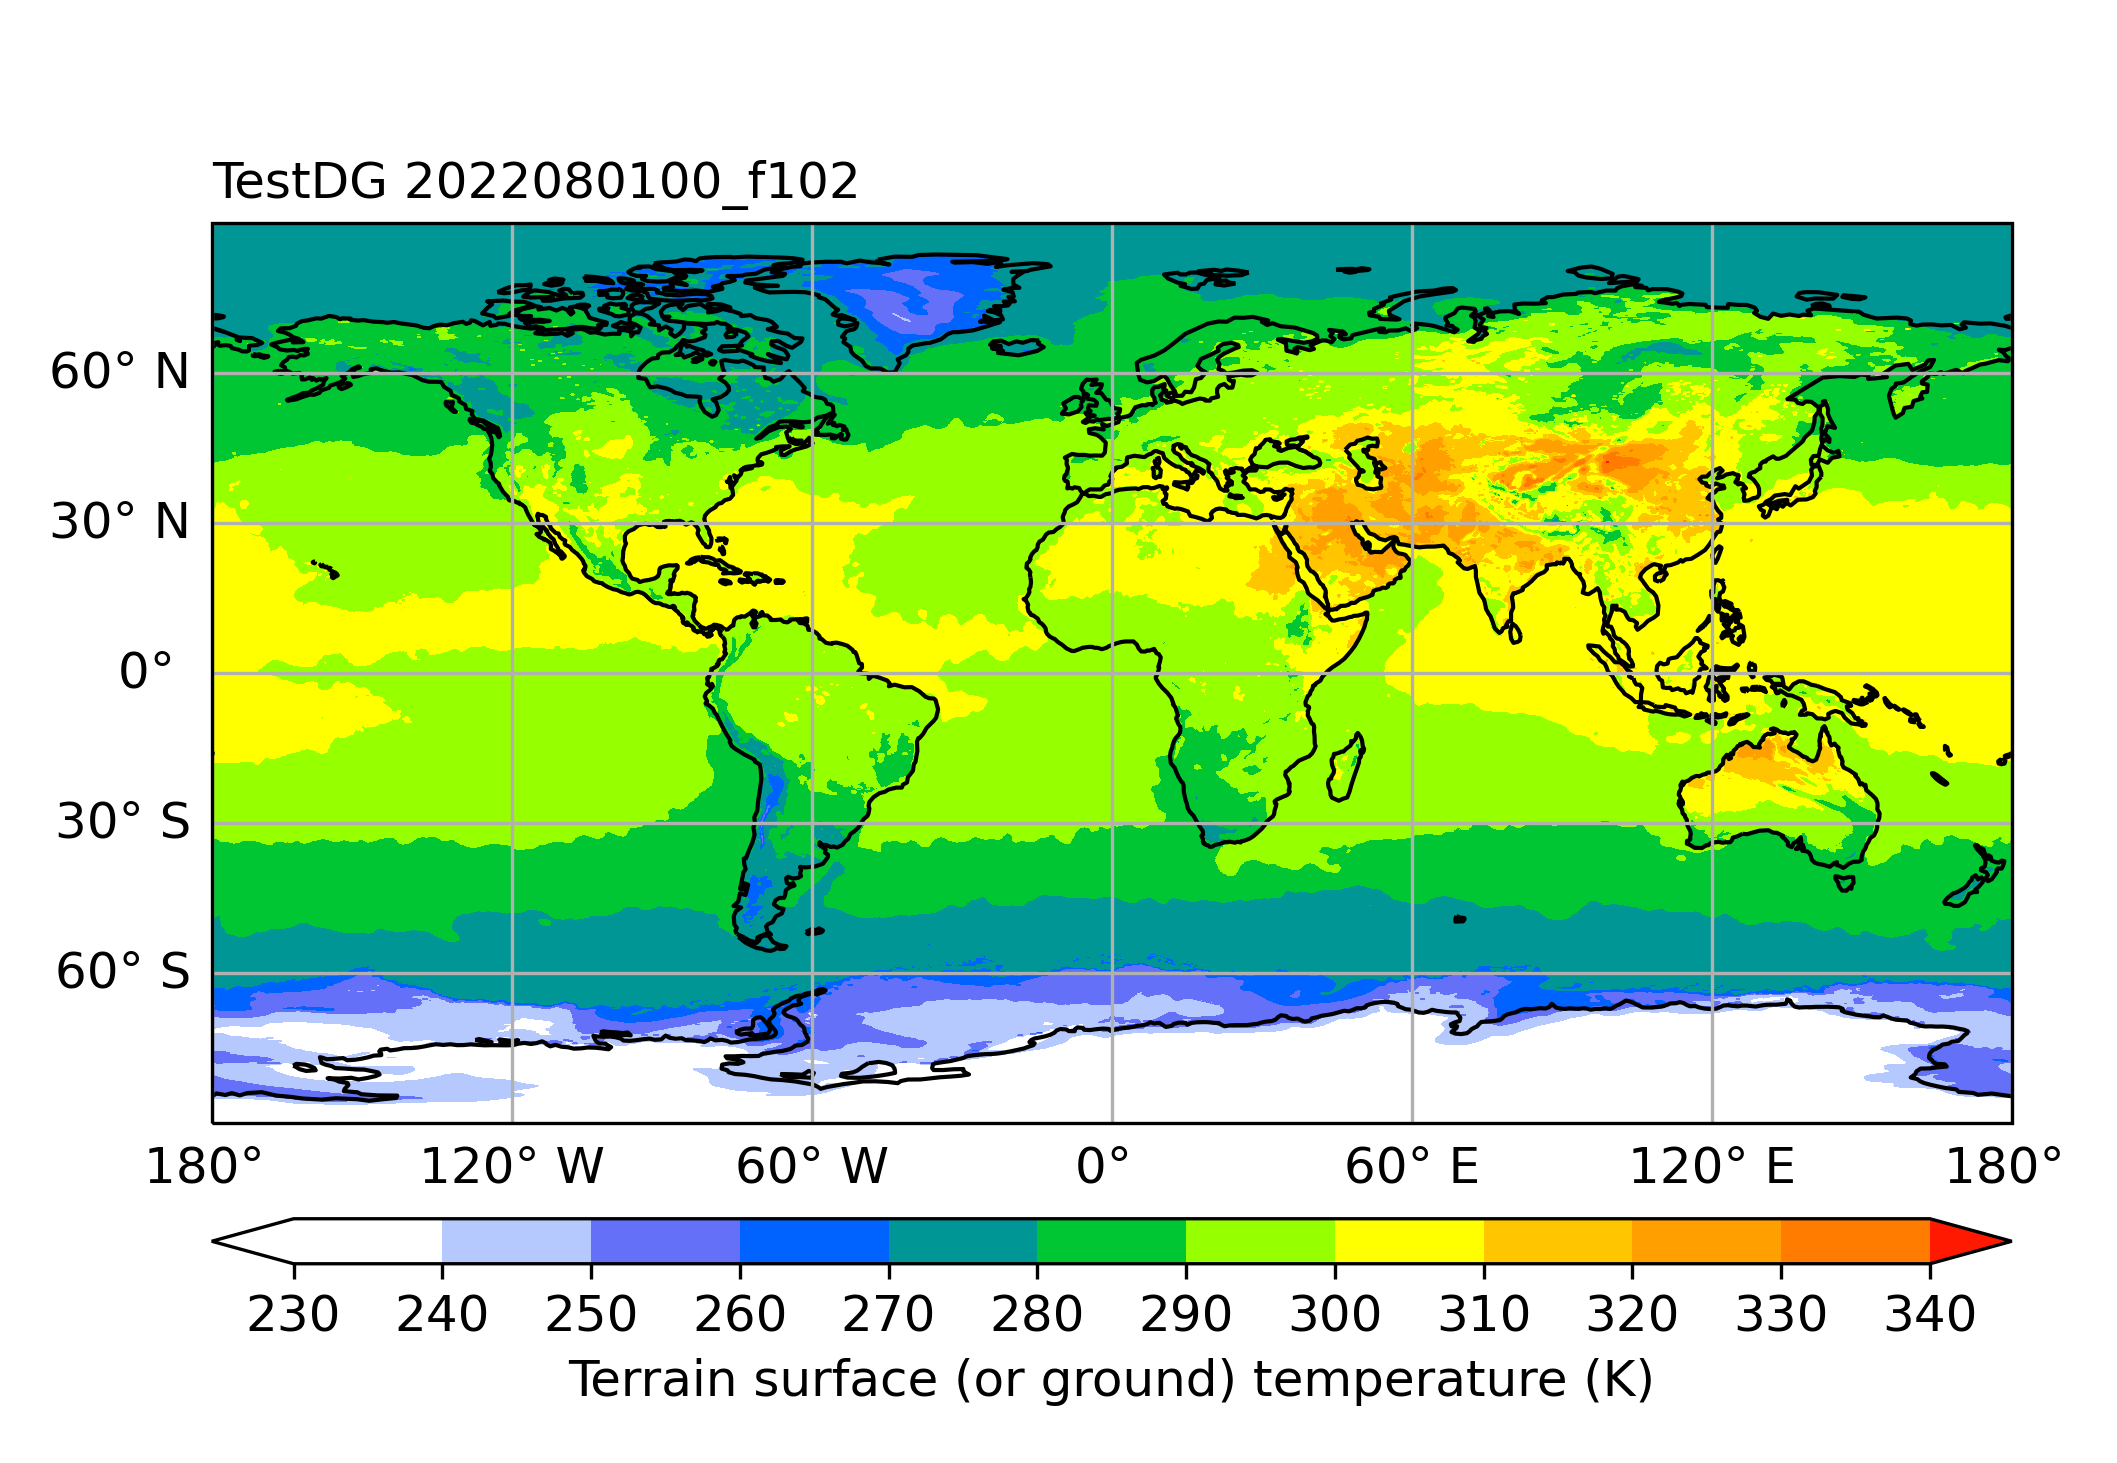 TestDG 2022080100_f102
60° N
30° N
0°
30° S
60° S
180° 120° W 60° W 0° 60° E 120° E 180°
230 240 250 260 270 280 290 300 310 320 330 340
Terrain surface (or ground) temperature (K)